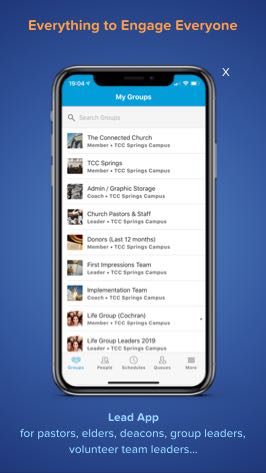 Everything to Engage Everyone
X
19:04
My Groups
Search Groups
The Connected Church
Member • TCC Springs Campus
TCC Springs
Member • TCC Springs Campus
Admin / Graphic Storage
Coach • TCC Springs Campus
Church Pastors & Staff
Leader • TCC Springs Campus
Donors (Last 12 months)
Member • TCC Springs Campus
First Impressions Team
Leader • TCC Springs Campus
Implementation Team
Coach • TCC Springs Campus
Life Group (Cochran)
Member • TCC Springs Campus
Life Group Leaders 2019
Leader • TCC Springs Campus
Groups People Schedules Queues More
Lead App
for pastors, elders, deacons, group leaders,
volunteer team leaders...